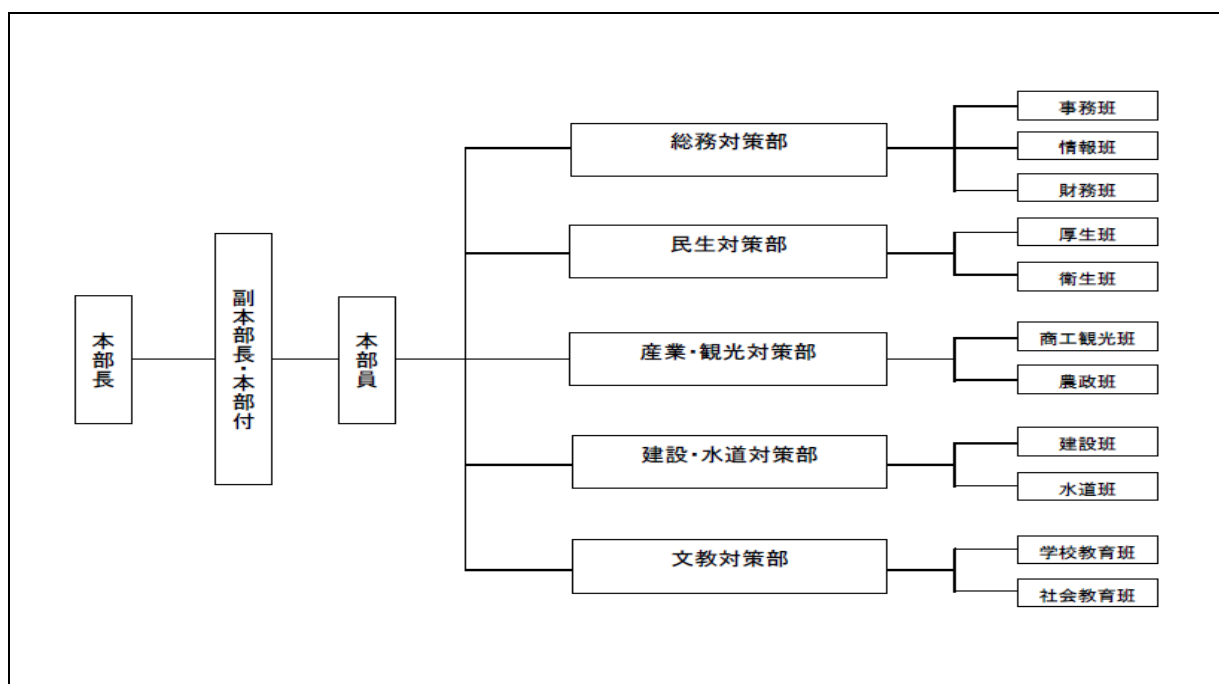 本部長
副本部長・本部付
本部員
総務対策部
事務班
情報班
財務班
民生対策部
厚生班
衛生班
産業・観光対策部
商工観光班
農政班
建設・水道対策部
建設班
水道班
文教対策部
学校教育班
社会教育班